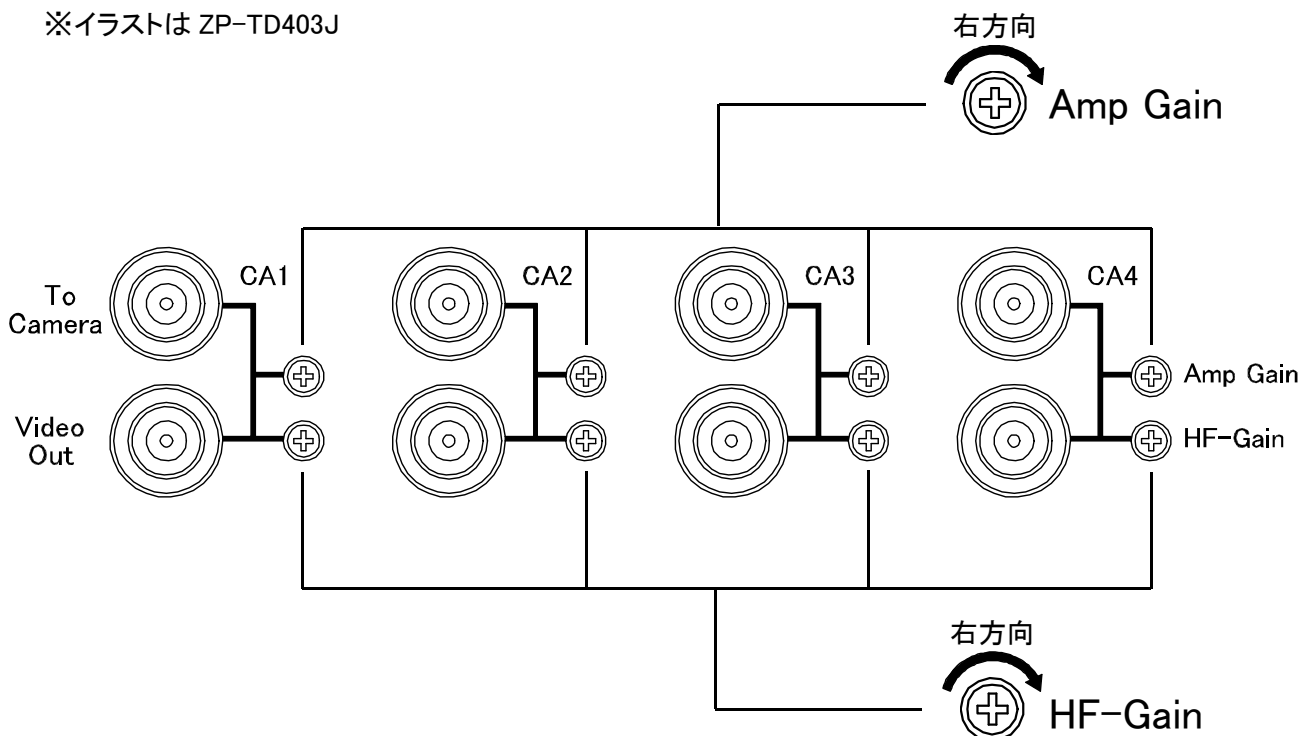 ※イラストは ZP-TD403J
右方向
Amp Gain
CA1
CA2
CA3
CA4
To
Camera
Amp Gain
Video
Out
HF-Gain
右方向
HF-Gain